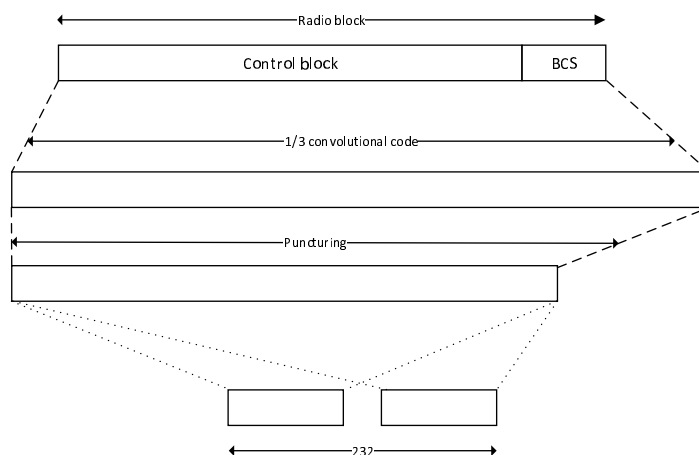 Radio block
Control block
BCS
1/3 convolutional code
Puncturing
232